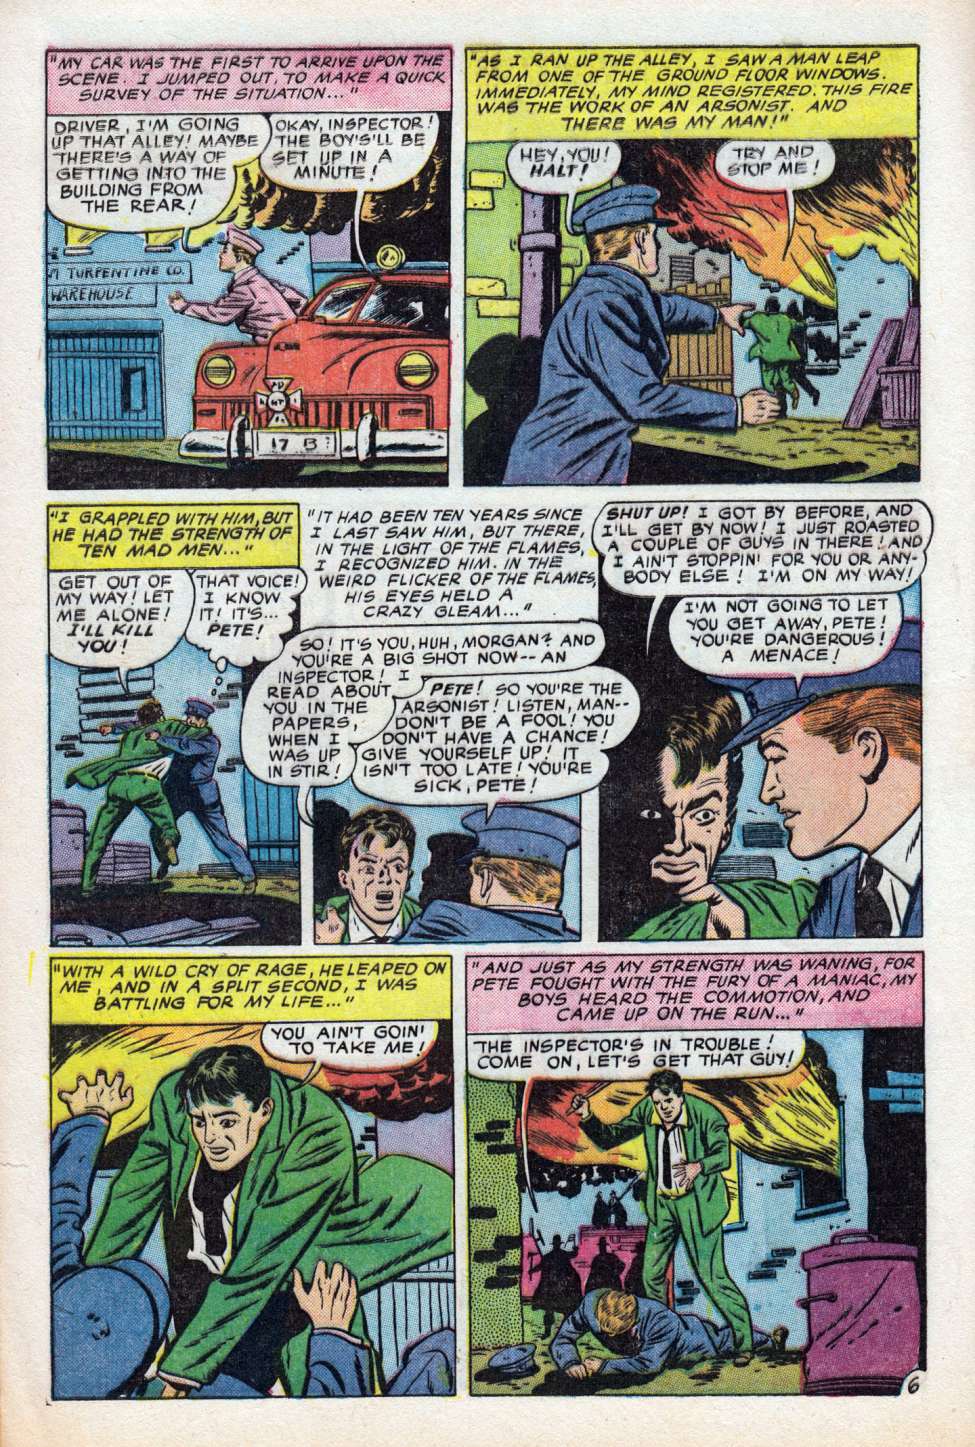 "MY CAR WAS THE FIRST TO ARRIVE UPON THE
SCENE. I JUMPED OUT, TO MAKE A QUICK
SURVEY OF THE SITUATION..."
DRIVER, I'M GOING
UP THAT ALLEY! MAYBE
THERE'S A WAY OF
GETTING INTO THE
BUILDING FROM
THE REAR!
OKAY, INSPECTOR!
THE BOYS'LL BE
SET UP IN A
MINUTE!
M TURPENTINE CO.
WAREHOUSE
17 B
"AS I RAN UP THE ALLEY, I SAW A MAN LEAP
FROM ONE OF THE GROUND FLOOR WINDOWS.
IMMEDIATELY, MY MIND REGISTERED. THIS FIRE
WAS THE WORK OF AN ARSONIST. AND
THERE WAS MY MAN!"
HEY, YOU!
HALT!
TRY AND
STOP ME!
"I GRAPPLED WITH HIM, BUT
HE HAD THE STRENGTH OF
TEN MAD MEN..."
GET OUT OF
MY WAY! LET
ME ALONE!
I'LL KILL
YOU!
THAT VOICE!
I KNOW
IT! IT'S...
PETE!
"IT HAD BEEN TEN YEARS SINCE
I LAST SAW HIM, BUT THERE,
IN THE LIGHT OF THE FLAMES,
I RECOGNIZED HIM. IN THE
WEIRD FLICKER OF THE FLAMES,
HIS EYES HELD A
CRAZY GLEAM..."
SO! IT'S YOU, HUH, MORGAN? AND
YOU'RE A BIG SHOT NOW--AN
INSPECTOR! I
READ ABOUT
YOU IN THE
PAPERS,
WHEN I
WAS UP
IN STIR!
PETE! SO YOU'RE THE
ARSONIST! LISTEN, MAN--
DON'T BE A FOOL! YOU
DON'T HAVE A CHANCE!
GIVE YOURSELF UP! IT
ISN'T TOO LATE! YOU'RE
SICK, PETE!
SHUT UP! I GOT BY BEFORE, AND
I'LL GET BY NOW! I JUST ROASTED
A COUPLE OF GUYS IN THERE! AND
I AIN'T STOPPIN' FOR YOU OR ANY-
BODY ELSE! I'M ON MY WAY!
I'M NOT GOING TO LET
YOU GET AWAY, PETE!
YOU'RE DANGEROUS!
A MENACE!
"WITH A WILD CRY OF RAGE, HE LEAPED ON
ME, AND IN A SPLIT SECOND, I WAS
BATTLING FOR MY LIFE..."
YOU AIN'T GOIN'
TO TAKE ME!
"AND JUST AS MY STRENGTH WAS WANING, FOR
PETE FOUGHT WITH THE FURY OF A MANIAC, MY
BOYS HEARD THE COMMOTION, AND
CAME UP ON THE RUN..."
THE INSPECTOR'S IN TROUBLE!
COME ON, LET'S GET THAT GUY!
6